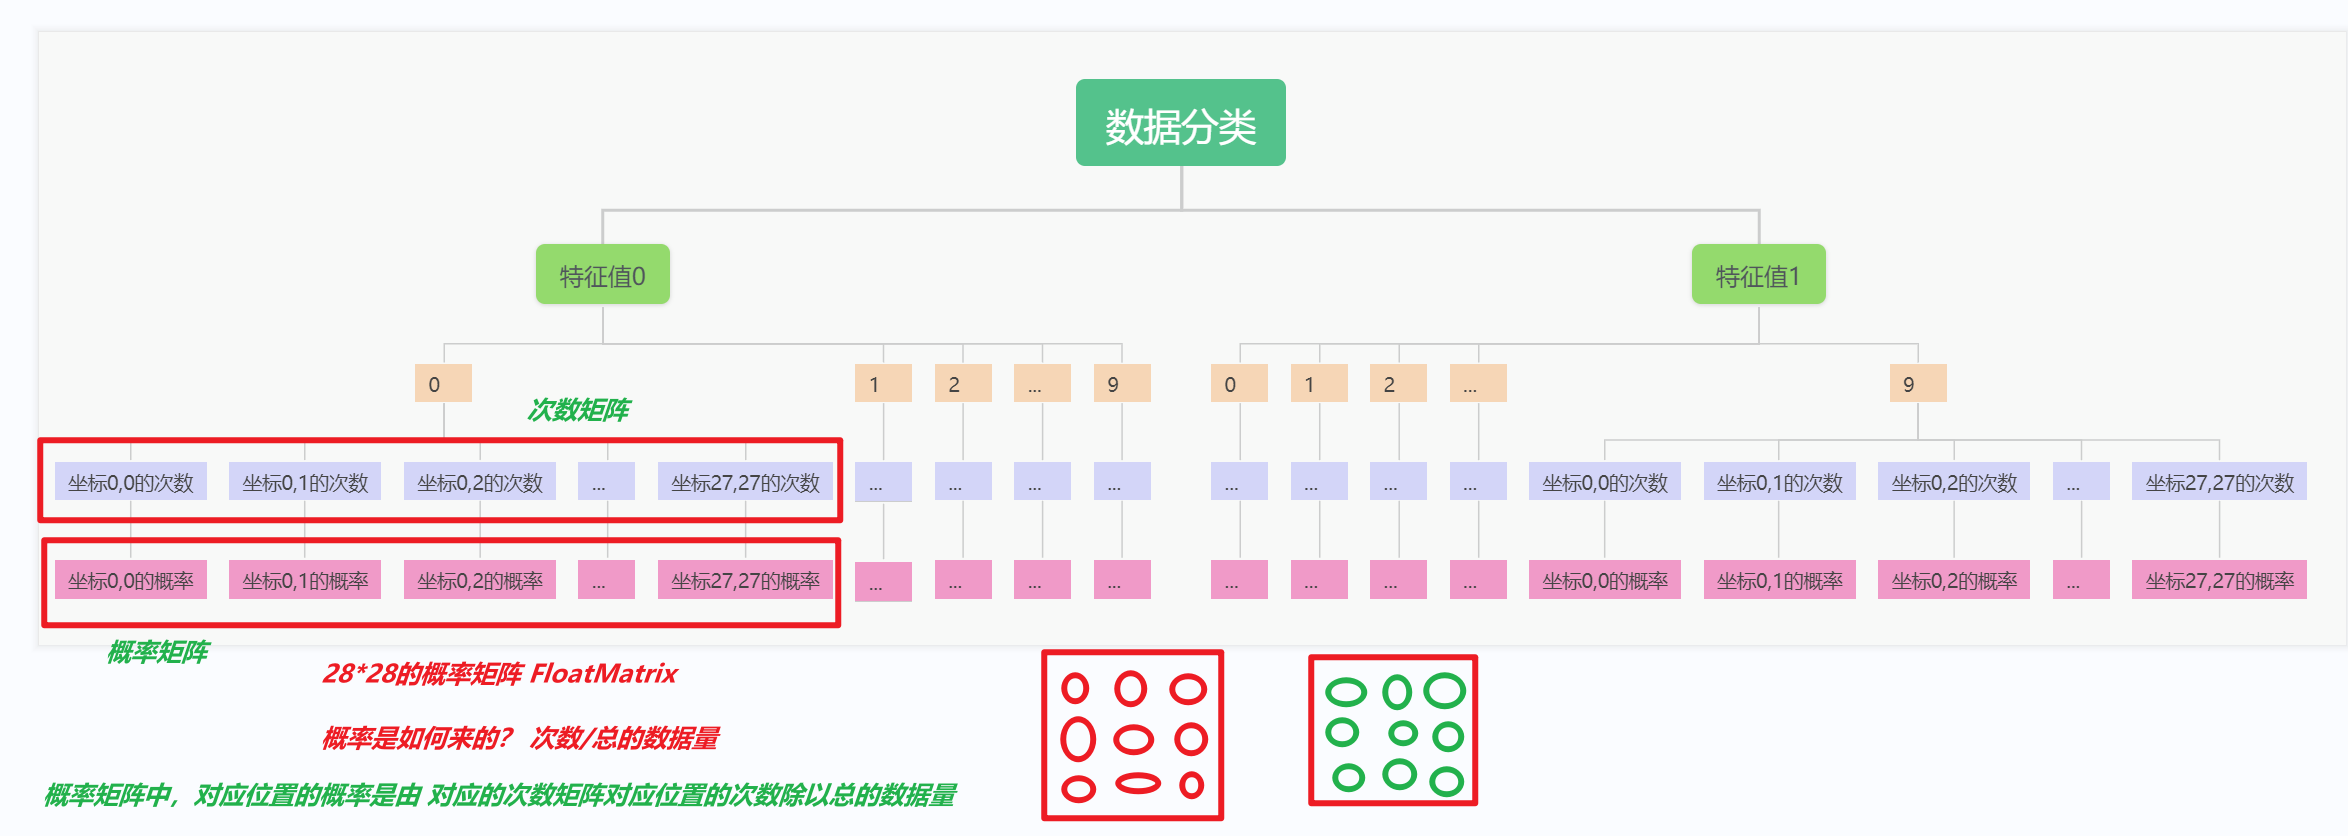 数据分类
特征值0
特征值1
0
1
2
...
9
0
1
2
...
9
次数矩阵
坐标0,0的次数
坐标0,1的次数
坐标0,2的次数
...
坐标27,27的次数
...
...
...
...
...
...
...
...
坐标0,0的次数
坐标0,1的次数
坐标0,2的次数
...
坐标27,27的次数
坐标0,0的概率
坐标0,1的概率
坐标0,2的概率
...
坐标27,27的概率
...
...
...
...
...
...
...
...
坐标0,0的概率
坐标0,1的概率
坐标0,2的概率
...
坐标27,27的概率
概率矩阵
28*28的概率矩阵 FloatMatrix
概率是如何来的？ 次数/总的数据量
概率矩阵中，对应位置的概率是由 对应的次数矩阵对应位置的次数除以总的数据量